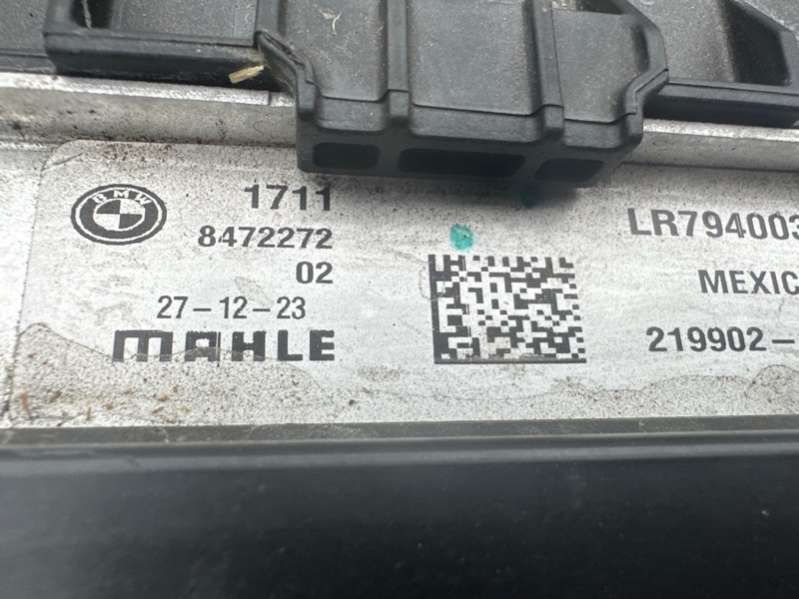 BMW
1711
8472272
02
27-12-23
MAHLE
LR794003
MEXIC
219902-